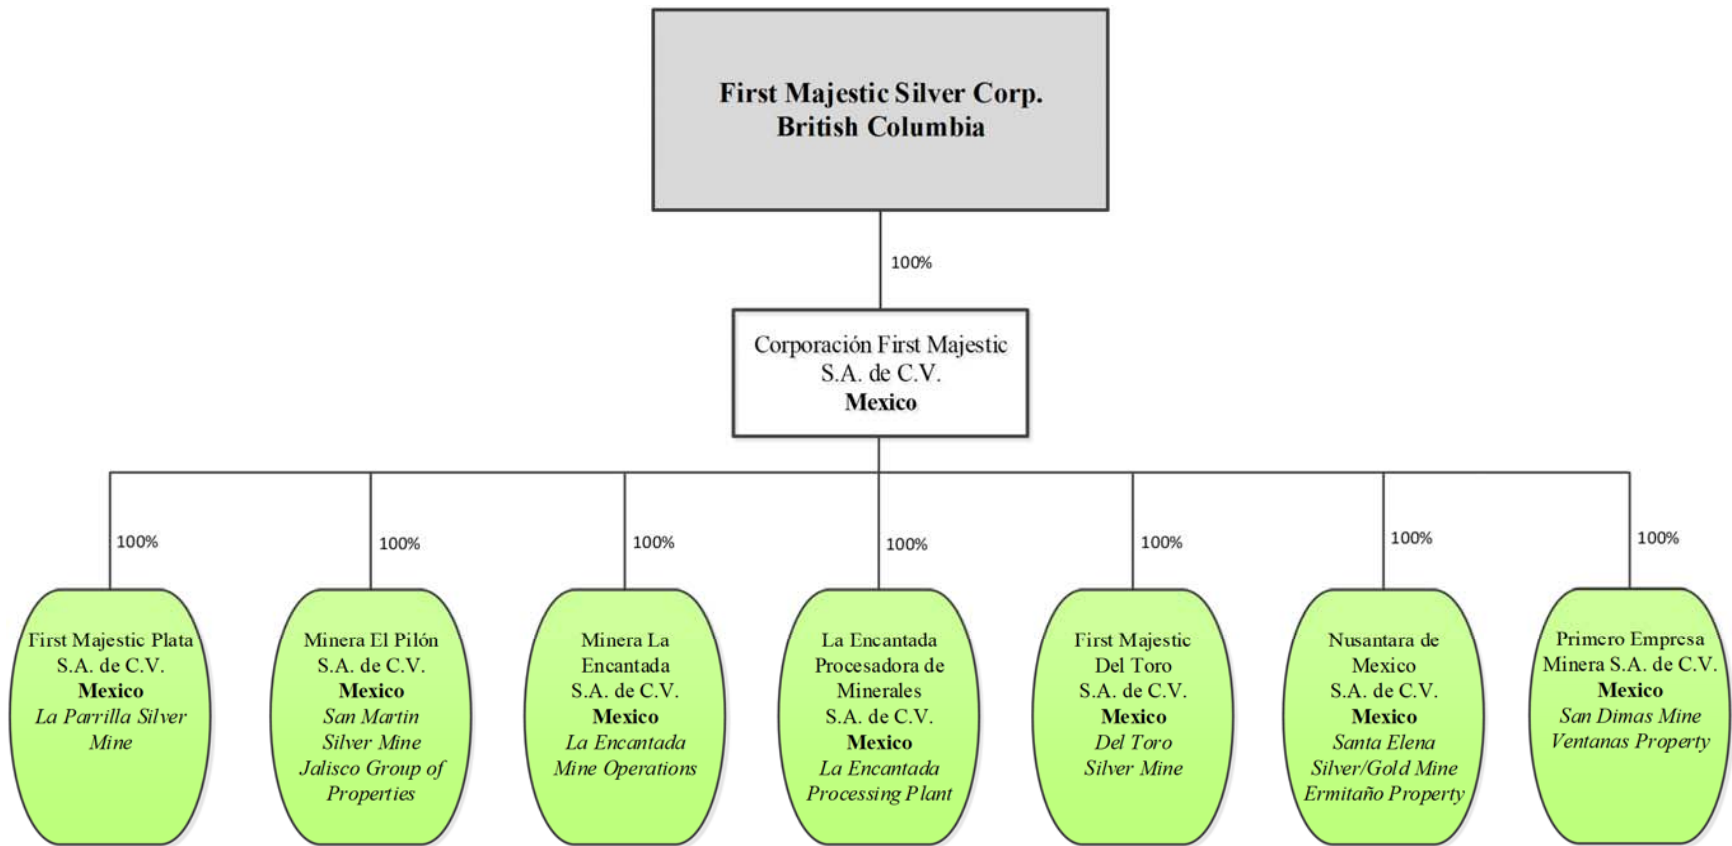 First Majestic Silver Corp.
British Columbia
100%
Corporación First Majestic
S.A. de C.V.
Mexico
100%
100%
100%
100%
100%
100%
100%
First Majestic Plata
S.A. de C.V.
Mexico
La Parrilla Silver
Mine
Minera El Pilón
S.A. de C.V.
Mexico
San Martin
Silver Mine
Jalisco Group of
Properties
Minera La
Encantada
S.A. de C.V.
Mexico
La Encantada
Mine Operations
La Encantada
Procesadora de
Minerales
S.A. de C.V.
Mexico
La Encantada
Processing Plant
First Majestic
Del Toro
S.A. de C.V.
Mexico
Del Toro
Silver Mine
Nusantara de
Mexico
S.A. de C.V.
Mexico
Santa Elena
Silver/Gold Mine
Ermitaño Property
Primero Empresa
Minera S.A. de C.V.
Mexico
San Dimas Mine
Ventanas Property